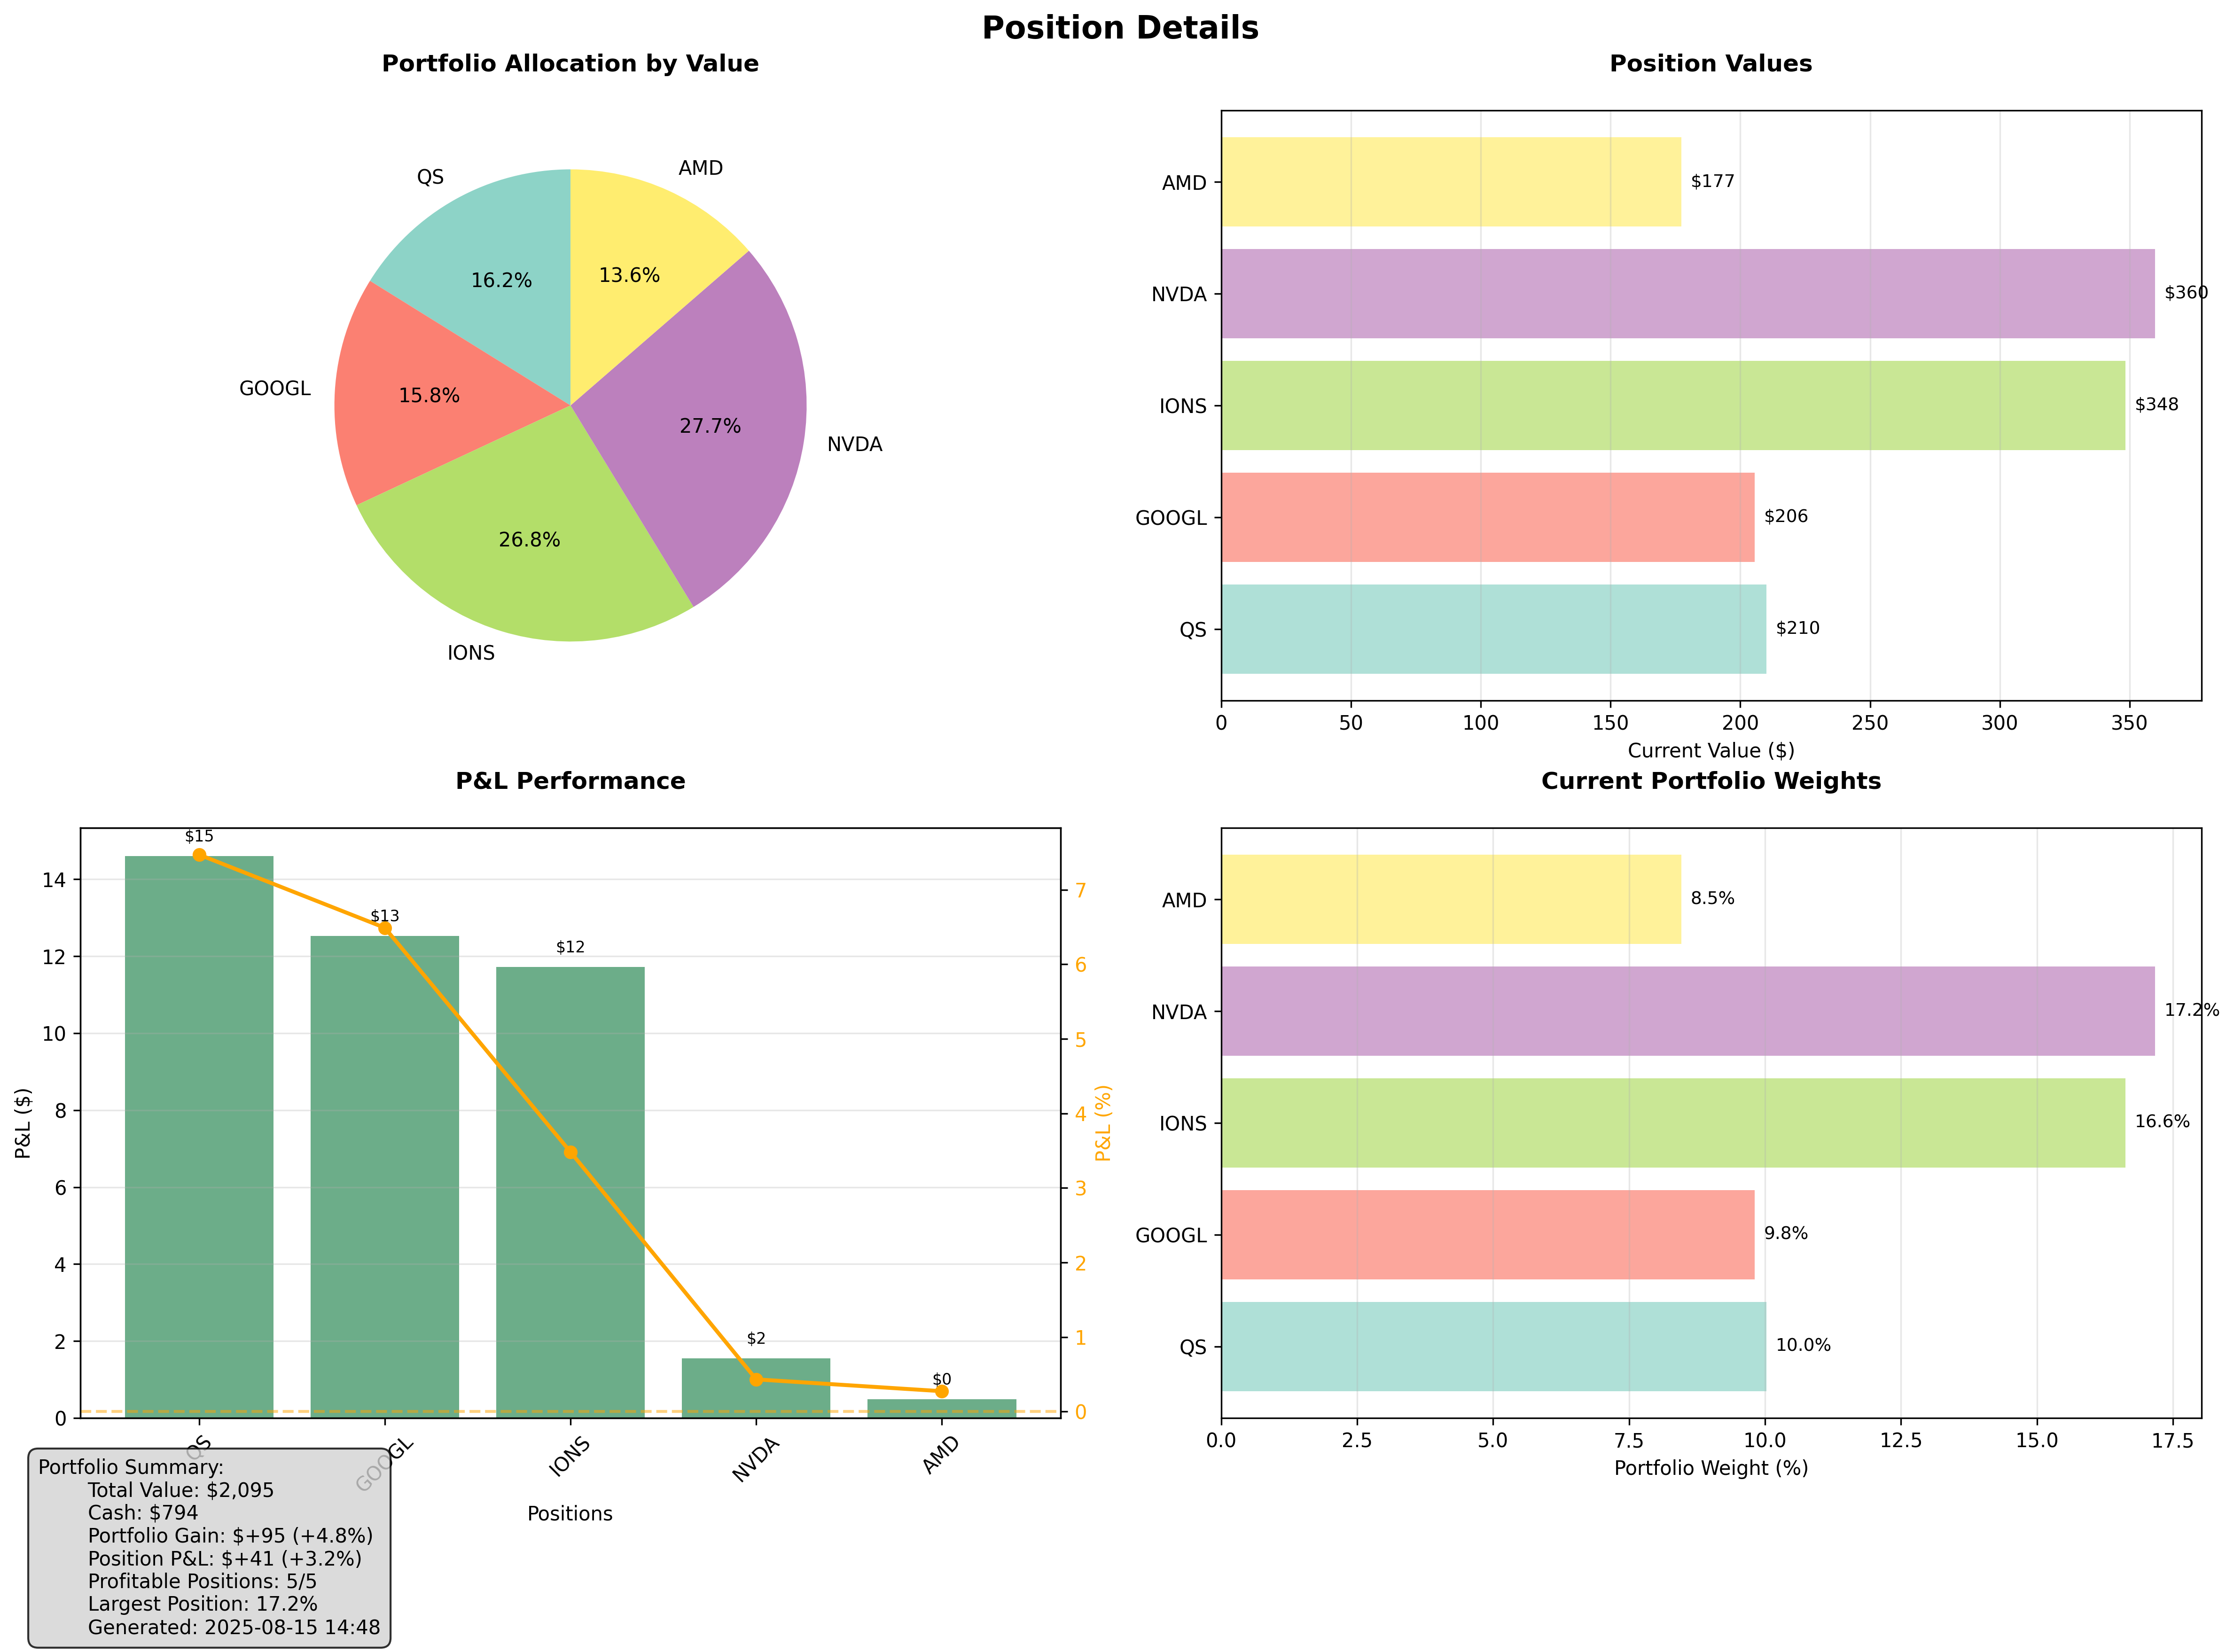 Position Details
Portfolio Allocation by Value
QS
AMD
16.2%
13.6%
GOOGL
15.8%
27.7%
NVDA
26.8%
IONS
Position Values
AMD
$177
NVDA
$360
IONS
$348
GOOGL
$206
QS
$210
0 50 100 150 200 250 300 350
Current Value ($)
P&L Performance
$15
$13
$12
$2
$0
14
12
10
8
6
4
2
0
P&L ($)
7
6
5
4
3
2
1
0
P&L (%)
QS GOOGL IONS NVDA AMD
Positions
Current Portfolio Weights
AMD
8.5%
NVDA
17.2%
IONS
16.6%
GOOGL
9.8%
QS
10.0%
0.0 2.5 5.0 7.5 10.0 12.5 15.0 17.5
Portfolio Weight (%)
Portfolio Summary:
Total Value: $2,095
Cash: $794
Portfolio Gain: $+95 (+4.8%)
Position P&L: $+41 (+3.2%)
Profitable Positions: 5/5
Largest Position: 17.2%
Generated: 2025-08-15 14:48